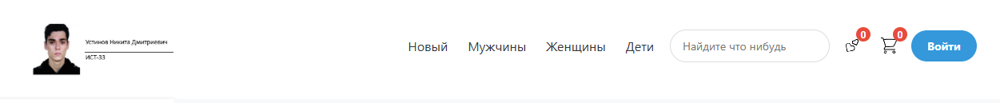 Устинов Никита Дмитриевич
ИСТ-33
Новый Мужчины Женщины Дети Найдите что нибудь 0 0 Войти